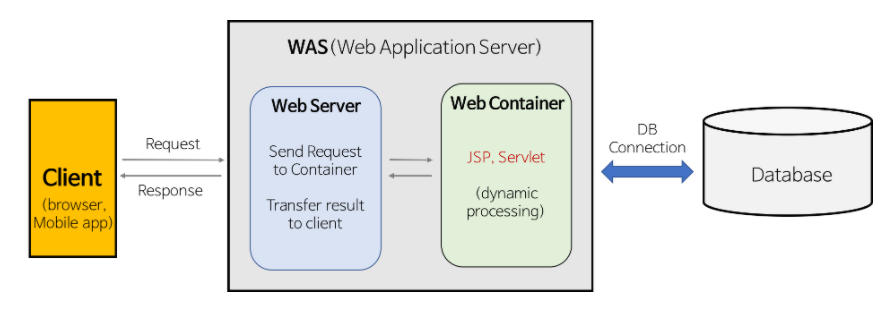 WAS(Web Application Server)
Client
(browser,
Mobile app)
Request
Response
Web Server
Send Request
to Container
Transfer result
to client
Web Container
JSP, Servlet
(dynamic
processing)
DB
Connection
Database